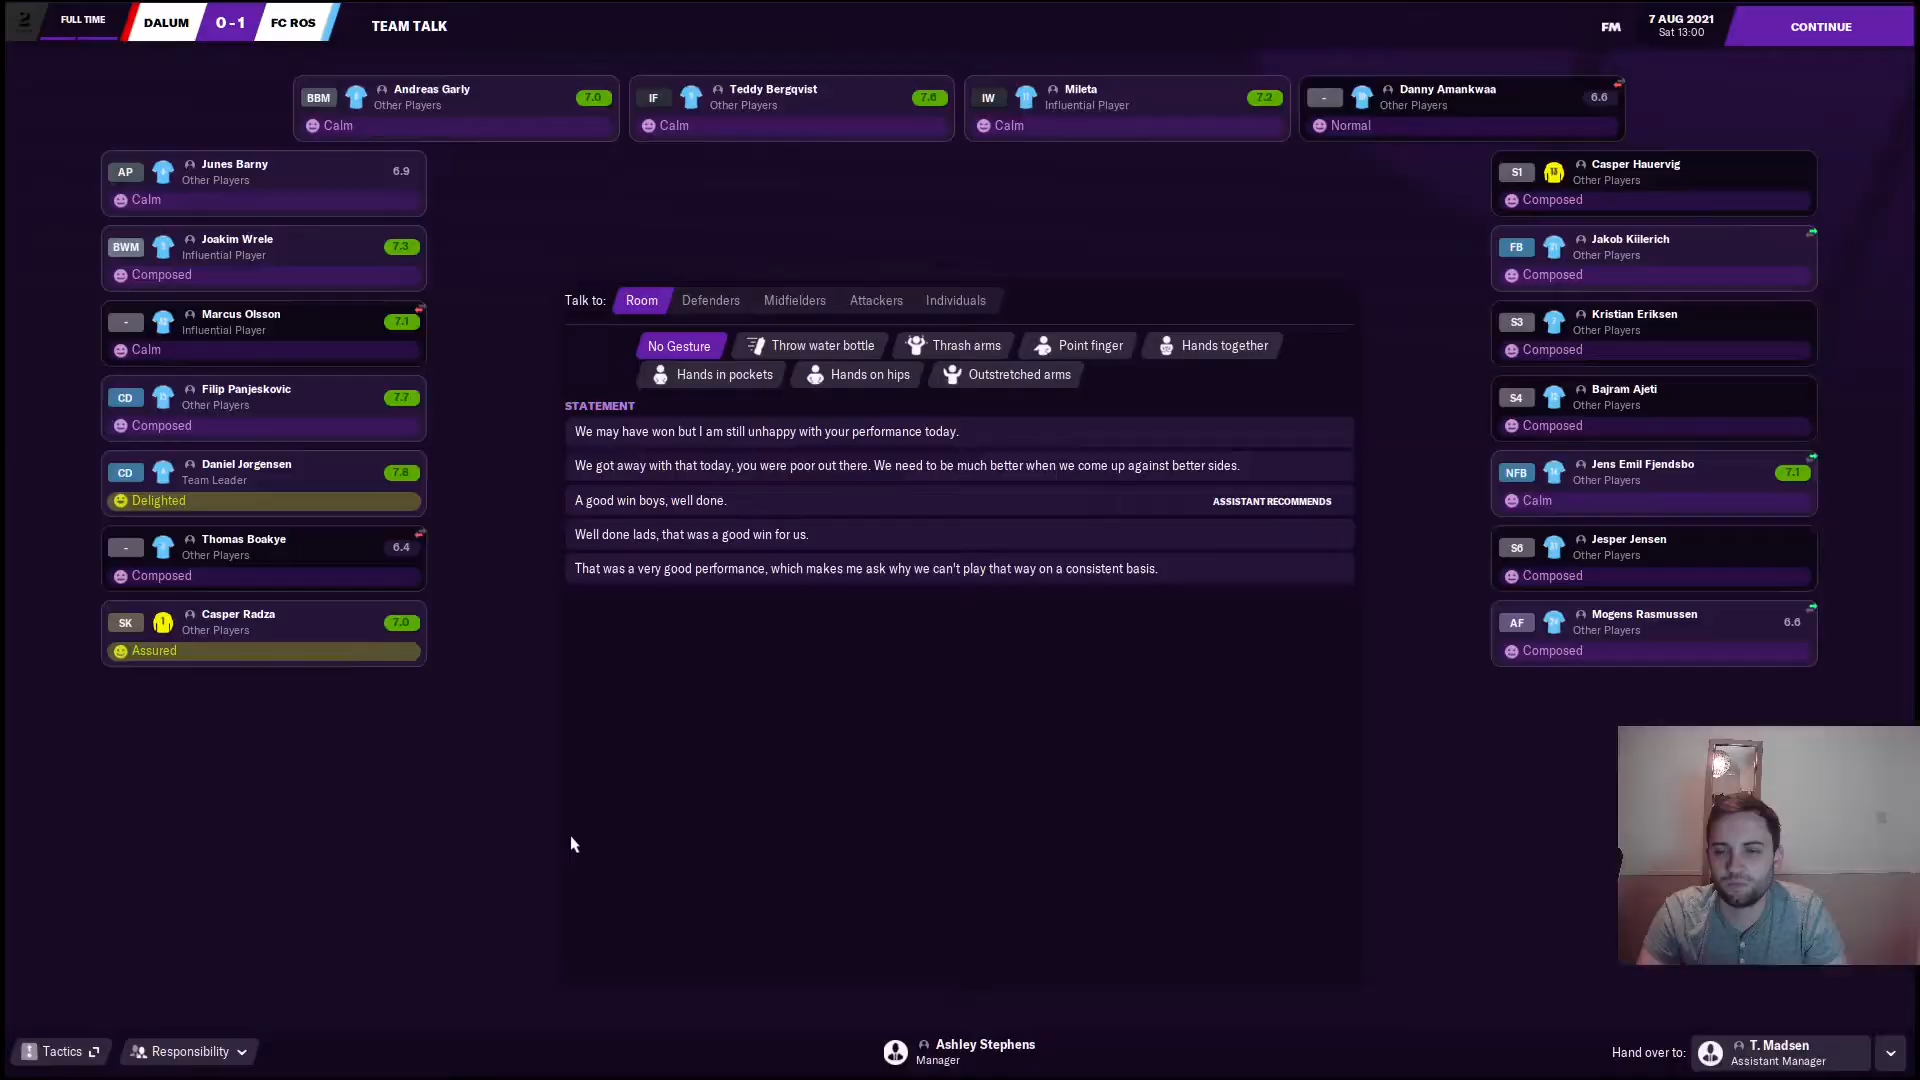 FULL TIME
DALUM
0 - 1
FC ROS
TEAM TALK
FM
7 AUG 2021
Sat 13:00
CONTINUE
BBM
Andreas Garly
Other Players
7.0
Calm
IF
Teddy Bergqvist
Other Players
7.6
Calm
IW
Mileta
Influential Player
7.2
Calm
-
Danny Amankwaa
Other Players
6.6
Normal
AP
Junes Barny
Other Players
6.9
Calm
BWM
Joakim Wrele
Influential Player
7.3
Composed
-
Marcus Olsson
Influential Player
7.1
Calm
CD
Filip Panjeskovic
Other Players
7.7
Composed
CD
Daniel Jørgensen
Team Leader
7.8
Delighted
-
Thomas Boakye
Other Players
6.4
Composed
SK
1
Casper Radza
Other Players
7.0
Assured
Talk to:
Room
Defenders
Midfielders
Attackers
Individuals
No Gesture
Throw water bottle
Thrash arms
Point finger
Hands together
Hands in pockets
Hands on hips
Outstretched arms
STATEMENT
We may have won but I am still unhappy with your performance today.
We got away with that today, you were poor out there. We need to be much better when we come up against better sides.
A good win boys, well done.
ASSISTANT RECOMMENDS
Well done lads, that was a good win for us.
That was a very good performance, which makes me ask why we can't play that way on a consistent basis.
S1
Casper Hauervig
Other Players
Composed
FB
Jakob Kiilerich
Other Players
Composed
S3
Kristian Eriksen
Other Players
Composed
S4
Bajram Ajeti
Other Players
Composed
NFB
Jens Emil Fjendsbo
Other Players
7.1
Calm
S6
Jesper Jensen
Other Players
Composed
AF
Mogens Rasmussen
Other Players
6.6
Composed
Tactics
Responsibility
Ashley Stephens
Manager
Hand over to:
T. Madsen
Assistant Manager